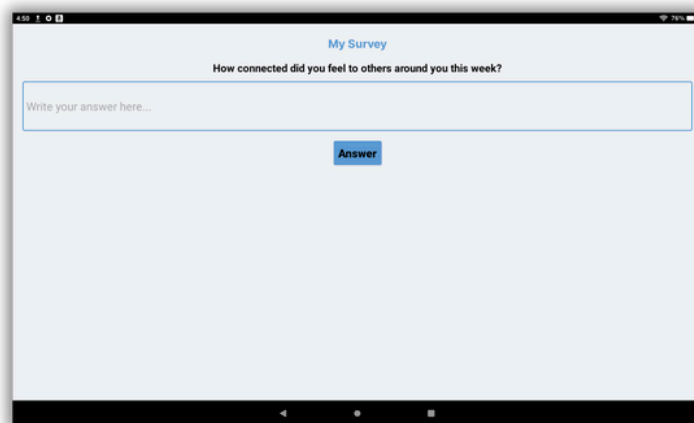 4:50
76%
My Survey
How connected did you feel to others around you this week?
Write your answer here...
Answer